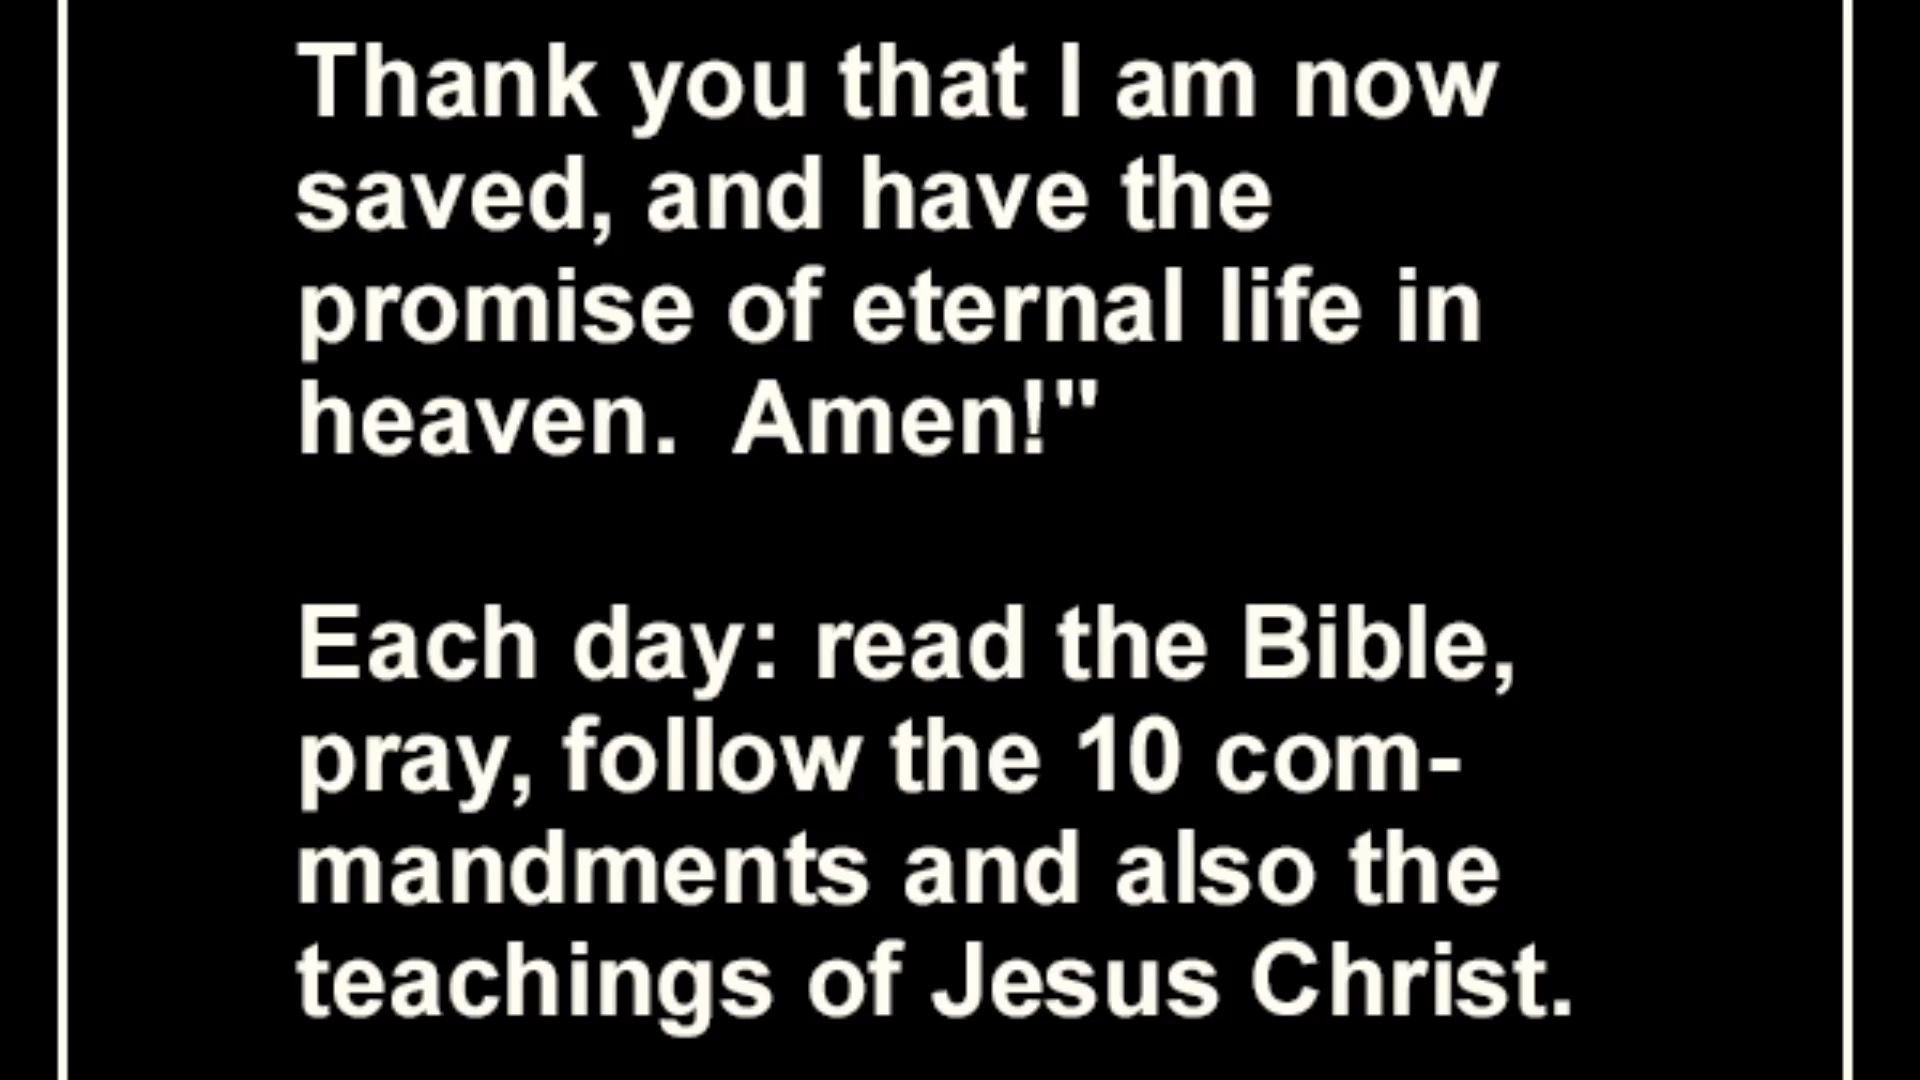 Thank you that I am now
saved, and have the
promise of eternal life in
heaven.  Amen!"
Each day: read the Bible,
pray, follow the 10 com-
mandments and also the
teachings of Jesus Christ.